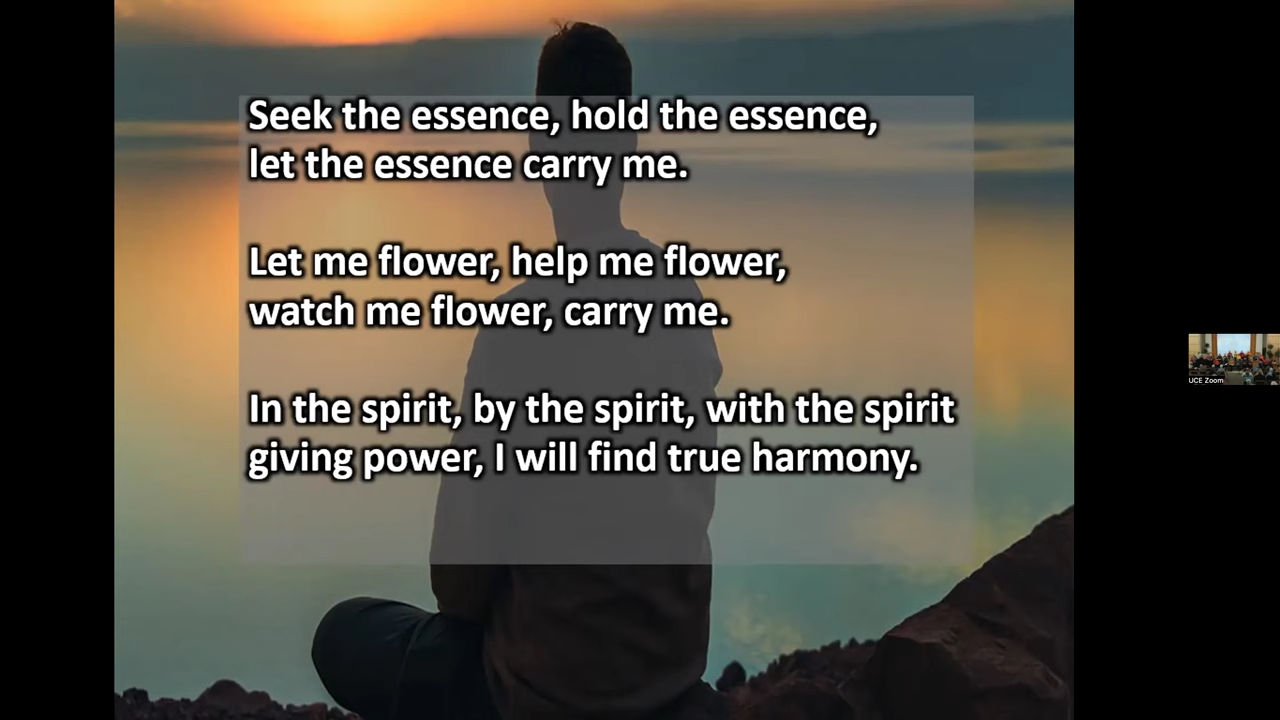 Seek the essence, hold the essence,
let the essence carry me.
Let me flower, help me flower,
watch me flower, carry me.
In the spirit, by the spirit, with the spirit
giving power, I will find true harmony.
UCE Zoom